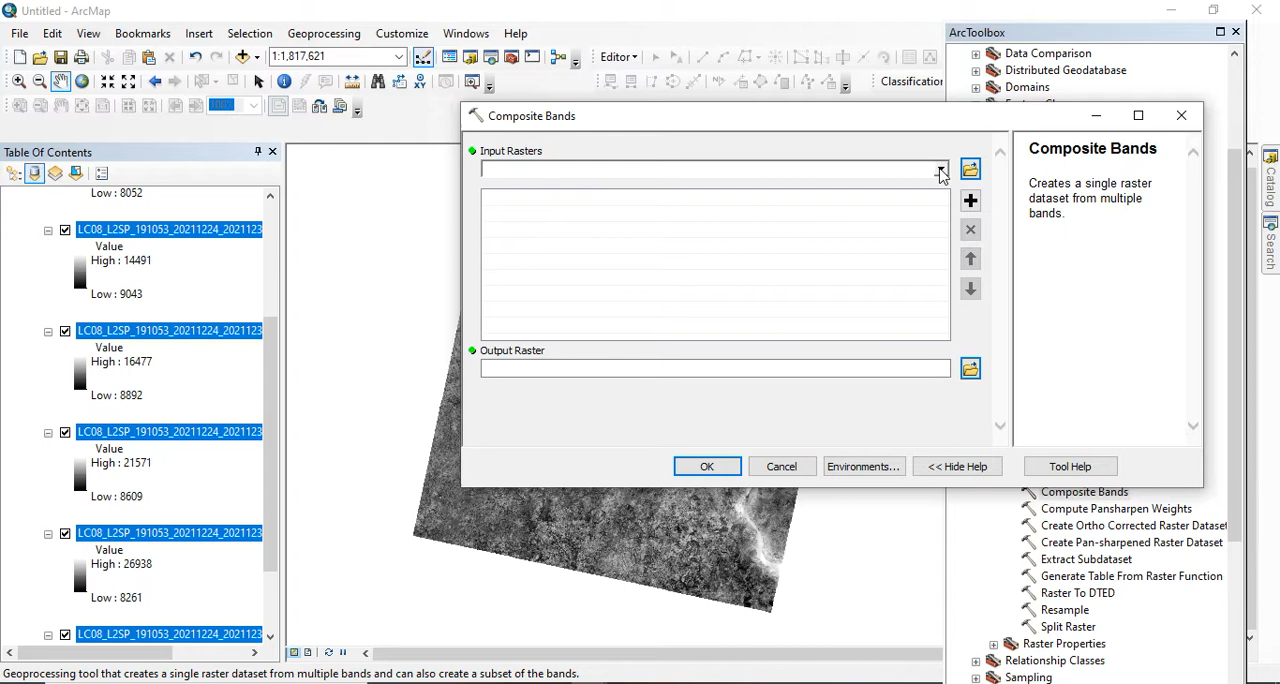 Untitled - ArcMap
File Edit View Bookmarks Insert Selection Geoprocessing Customize Windows Help
1:1,817,621
Editor
100%
Classification
ArcToolbox
Data Comparison
Distributed Geodatabase
Domains
Table Of Contents
Low : 8052
LC08_L2SP_191053_20211224_2021123
Value
High : 14491
Low : 9043
LC08_L2SP_191053_20211224_2021123
Value
High : 16477
Low : 8892
LC08_L2SP_191053_20211224_2021123
Value
High : 21571
Low : 8609
LC08_L2SP_191053_20211224_2021123
Value
High : 26938
Low : 8261
LC08_L2SP_191053_20211224_2021123
Composite Bands
Input Rasters
Output Raster
OK
Cancel
Environments...
<< Hide Help
Tool Help
Composite Bands
Creates a single raster
dataset from multiple
bands.
Composite Bands
Compute Pansharpen Weights
Create Ortho Corrected Raster Dataset
Create Pan-sharpened Raster Dataset
Extract Subdataset
Generate Table From Raster Function
Raster To DTED
Resample
Split Raster
Raster Properties
Relationship Classes
Sampling
Catalog
Search
Geoprocessing tool that creates a single raster dataset from multiple bands and can also create a subset of the bands.